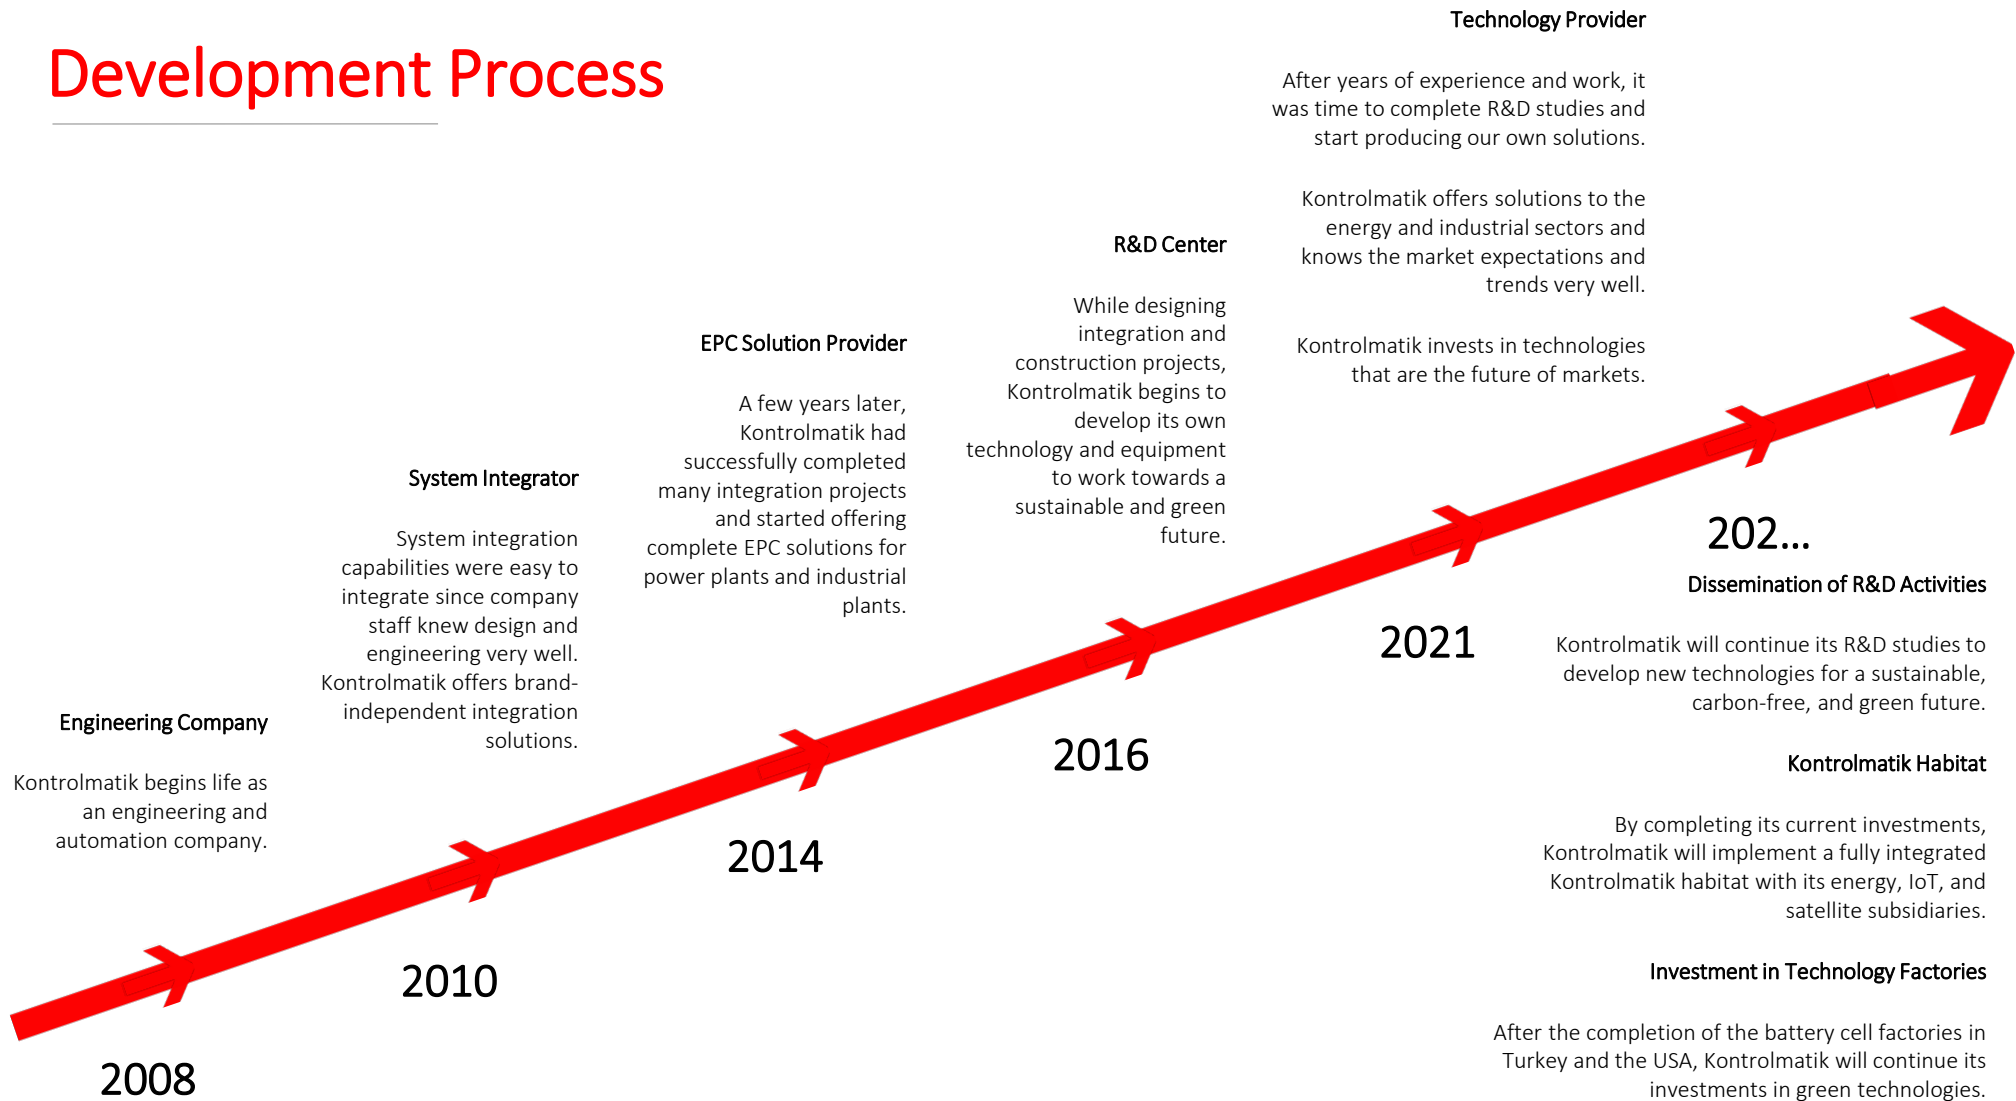 Development Process
Engineering Company
Kontrolmatik begins life as
an engineering and
automation company.
2008
System Integrator
System integration
capabilities were easy to
integrate since company
staff knew design and
engineering very well.
Kontrolmatik offers brand-
independent integration
solutions.
2010
EPC Solution Provider
A few years later,
Kontrolmatik had
successfully completed
many integration projects
and started offering
complete EPC solutions for
power plants and industrial
plants.
2014
R&D Center
While designing
integration and
construction projects,
Kontrolmatik begins to
develop its own
technology and equipment
to work towards a
sustainable and green
future.
2016
Technology Provider
After years of experience and work, it
was time to complete R&D studies and
start producing our own solutions.
Kontrolmatik offers solutions to the
energy and industrial sectors and
knows the market expectations and
trends very well.
Kontrolmatik invests in technologies
that are the future of markets.
2021
202...
Dissemination of R&D Activities
Kontrolmatik will continue its R&D studies to
develop new technologies for a sustainable,
carbon-free, and green future.
Kontrolmatik Habitat
By completing its current investments,
Kontrolmatik will implement a fully integrated
Kontrolmatik habitat with its energy, IoT, and
satellite subsidiaries.
Investment in Technology Factories
After the completion of the battery cell factories in
Turkey and the USA, Kontrolmatik will continue its
investments in green technologies.